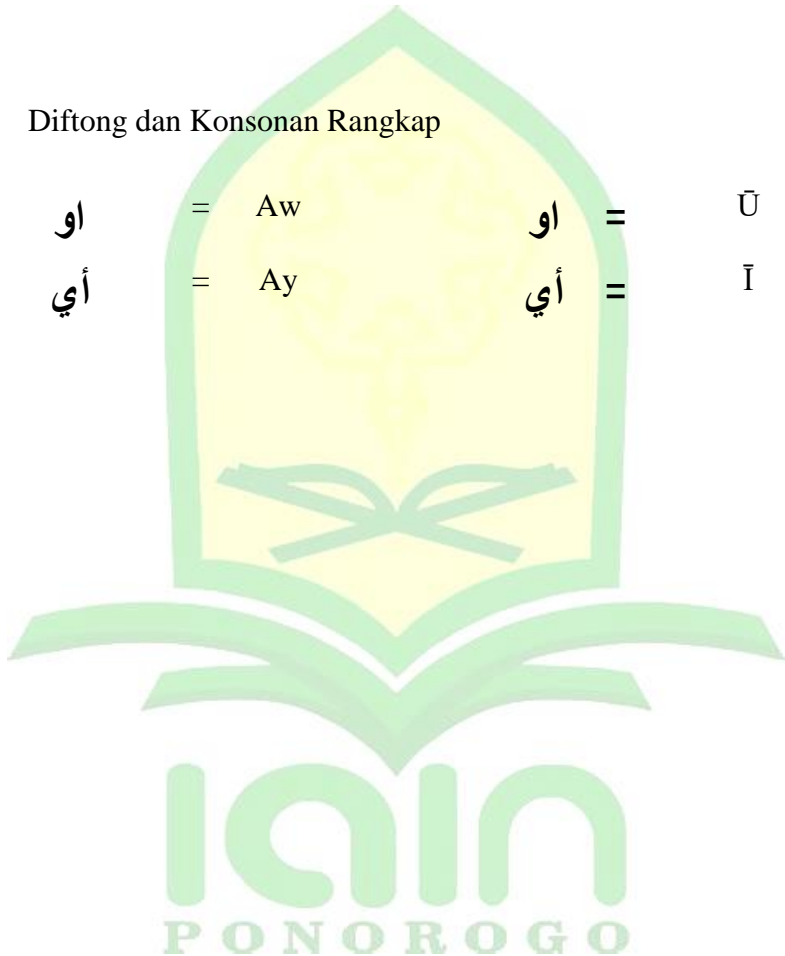 Diftong dan Konsonan Rangkap
او = Aw او = Ū
أي = Ay أي = Ī
iain
PONOROGO